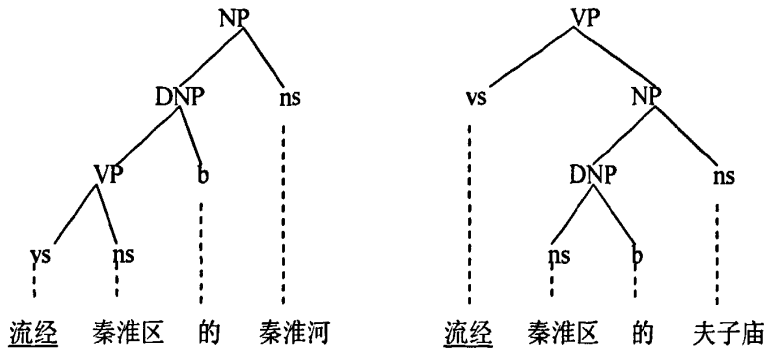 NP VP
DNP ns vs NP
VP b DNP ns
vs ns ns b
流经 秦淮区 的 秦淮河 流经 秦淮区 的 夫子庙